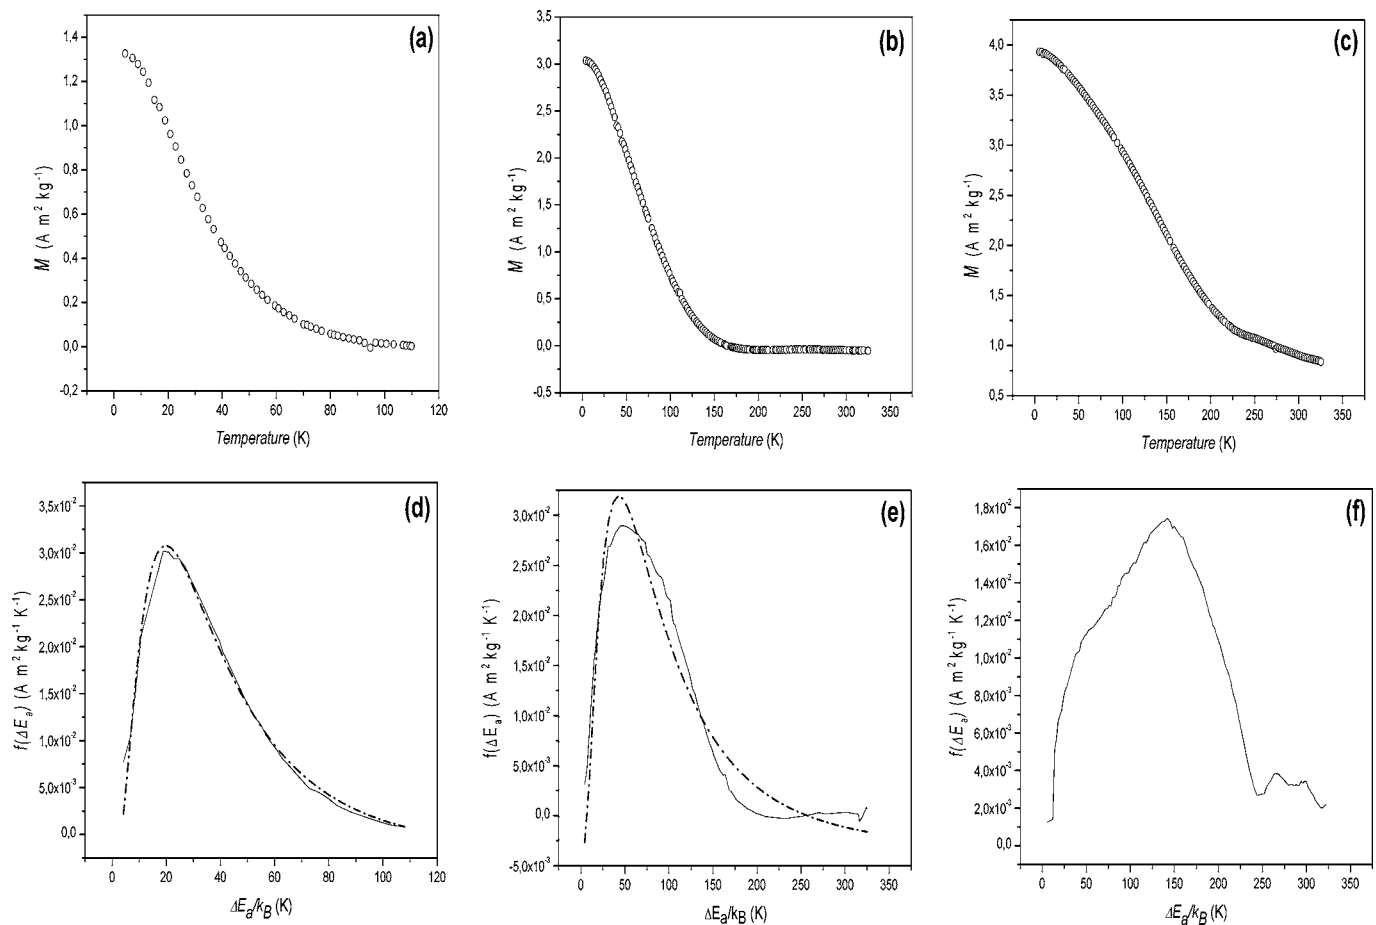 (a)
1,4
1,2
1,0
0,8
0,6
0,4
0,2
0,0
-0,2
M (A m² kg⁻¹)
0 20 40 60 80 100 120
Temperature (K)
(b)
3,5
3,0
2,5
2,0
1,5
1,0
0,5
0,0
-0,5
M (A m² kg⁻¹)
0 50 100 150 200 250 300 350
Temperature (K)
(c)
4,0
3,5
3,0
2,5
2,0
1,5
1,0
0,5
M (A m² kg⁻¹)
0 50 100 150 200 250 300 350
Temperature (K)
(d)
3,5x10⁻²
3,0x10⁻²
2,5x10⁻²
2,0x10⁻²
1,5x10⁻²
1,0x10⁻²
5,0x10⁻³
0,0
f(ΔEa) (A m² kg⁻¹ K⁻¹)
0 20 40 60 80 100 120
ΔEa/kB (K)
(e)
3,0x10⁻²
2,5x10⁻²
2,0x10⁻²
1,5x10⁻²
1,0x10⁻²
5,0x10⁻³
0,0
-5,0x10⁻³
f(ΔEa) (A m² kg⁻¹ K⁻¹)
0 50 100 150 200 250 300 350
ΔEa/kB (K)
(f)
1,8x10⁻²
1,6x10⁻²
1,4x10⁻²
1,2x10⁻²
1,0x10⁻²
8,0x10⁻³
6,0x10⁻³
4,0x10⁻³
2,0x10⁻³
0,0
f(ΔEa) (A m² kg⁻¹ K⁻¹)
0 50 100 150 200 250 300 350
ΔEa/kB (K)